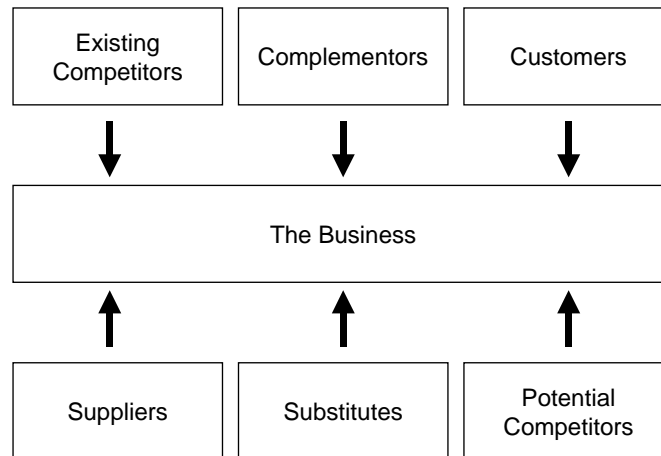 Existing
Competitors
Complementors
Customers
The Business
Suppliers
Substitutes
Potential
Competitors